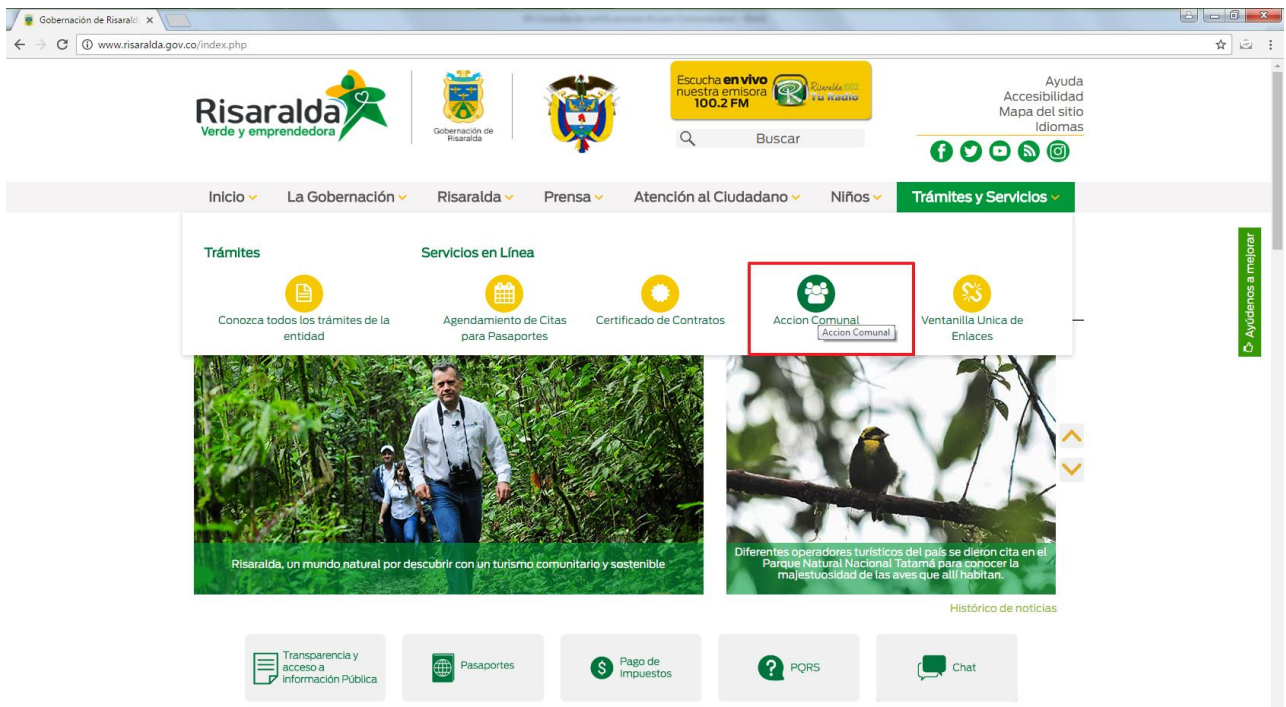 Gobernación de Risarald
www.risaralda.gov.co/index.php
Risaralda
Verde y emprendedora
Gobernación de
Risaralda
Escucha en vivo
nuestra emisora
100.2 FM
Risaralda 100.2
Tu Radio
Buscar
Ayuda
Accesibilidad
Mapa del sitio
Idiomas
Inicio
La Gobernación
Risaralda
Prensa
Atención al Ciudadano
Niños
Trámites y Servicios
Trámites
Servicios en Línea
Conozca todos los trámites de la
entidad
Agendamiento de Citas
para Pasaportes
Certificado de Contratos
Accion Comunal
Accion Comunal
Ventanilla Unica de
Enlaces
Ayúdenos a mejorar
Risaralda, un mundo natural por descubrir con un turismo comunitario y sostenible
Diferentes operadores turísticos del país se dieron cita en el
Parque Natural Nacional Tatamá para conocer la
majestuosidad de las aves que allí habitan.
Histórico de noticias
Transparencia y
acceso a
información Pública
Pasaportes
Pago de
Impuestos
PQRS
Chat